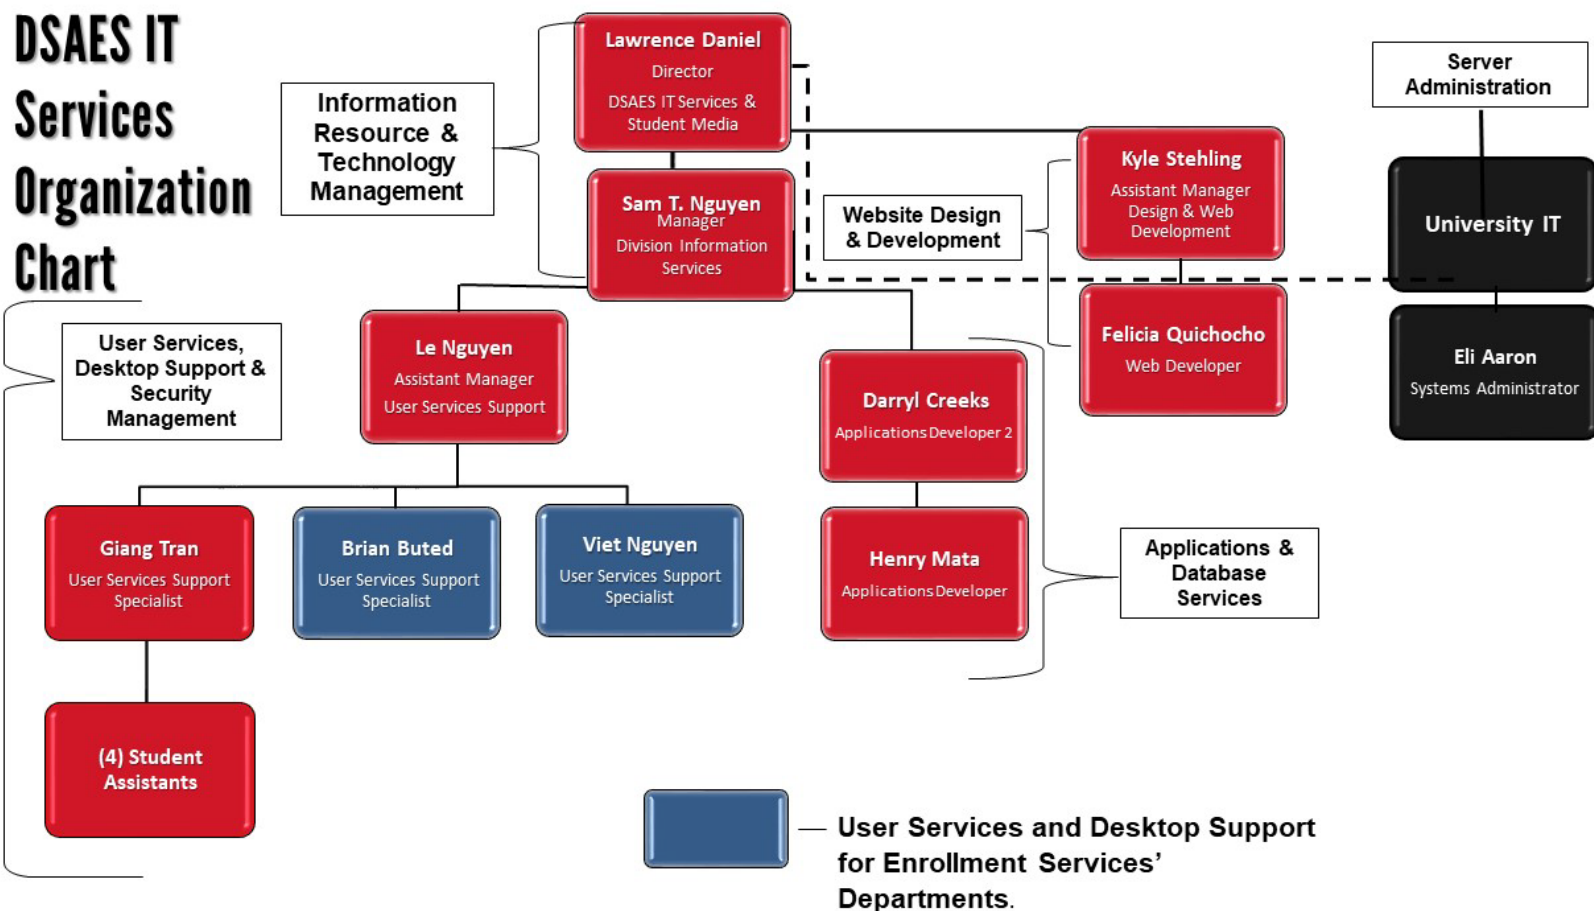 DSAES IT
Services
Organization
Chart
Information
Resource &
Technology
Management
Lawrence Daniel
Director
DSAES IT Services &
Student Media
Sam T. Nguyen
Manager
Division Information
Services
Website Design
& Development
Kyle Stehling
Assistant Manager
Design & Web
Development
Felicia Quichocho
Web Developer
Server
Administration
University IT
Eli Aaron
Systems Administrator
User Services,
Desktop Support &
Security
Management
Le Nguyen
Assistant Manager
User Services Support
Darryl Creeks
Applications Developer 2
Giang Tran
User Services Support
Specialist
Brian Buted
User Services Support
Specialist
Viet Nguyen
User Services Support
Specialist
Henry Mata
Applications Developer
Applications &
Database
Services
(4) Student
Assistants
User Services and Desktop Support
for Enrollment Services’
Departments.